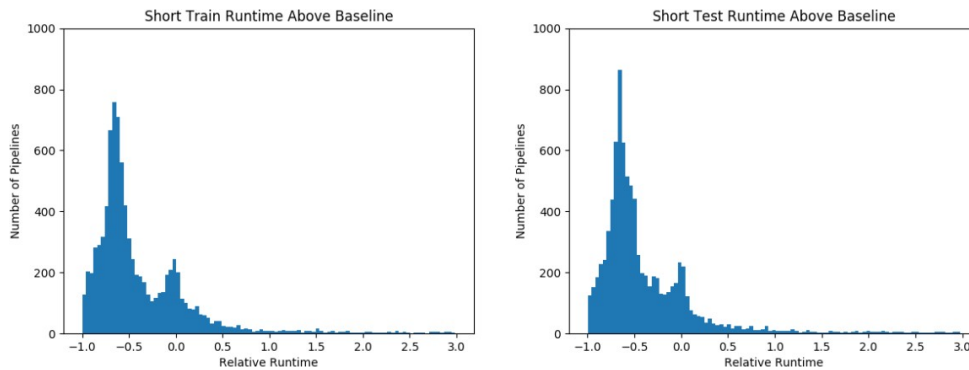 Short Train Runtime Above Baseline
1000
800
600
400
200
0
Number of Pipelines
−1.0 −0.5 0.0 0.5 1.0 1.5 2.0 2.5 3.0
Relative Runtime
Short Test Runtime Above Baseline
1000
800
600
400
200
0
Number of Pipelines
−1.0 −0.5 0.0 0.5 1.0 1.5 2.0 2.5 3.0
Relative Runtime